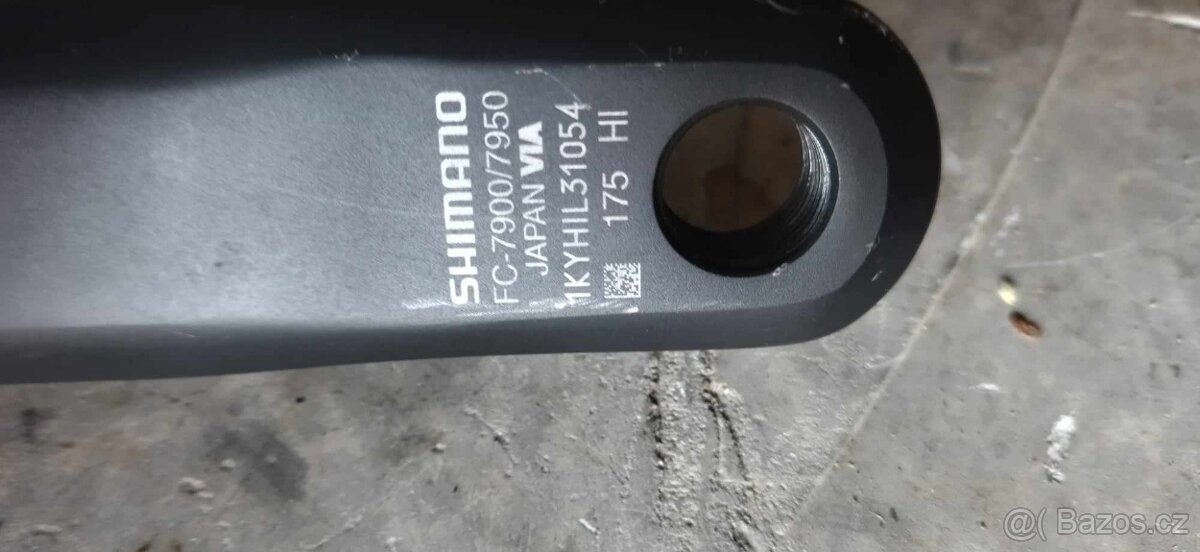 SHIMANO
FC-7900/7950
JAPAN VIA
1KYHIL31054
175 HI
@( Bazos.cz